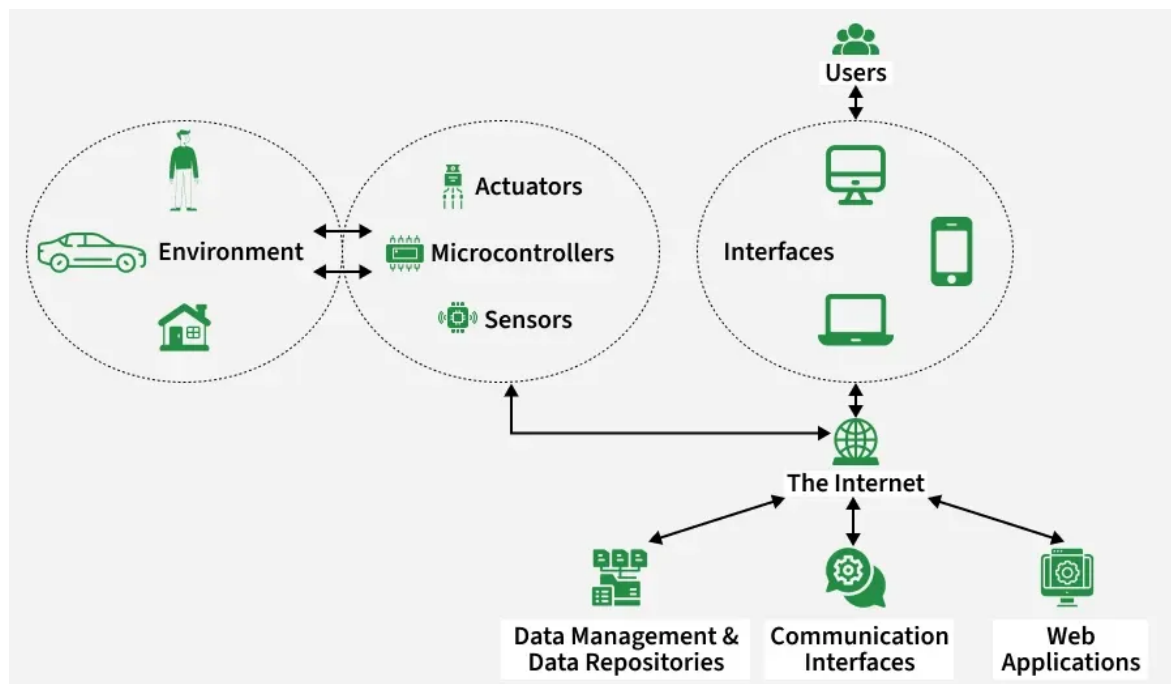 Users
Actuators
Environment
Microcontrollers
Interfaces
Sensors
The Internet
Data Management &
Data Repositories
Communication
Interfaces
Web
Applications